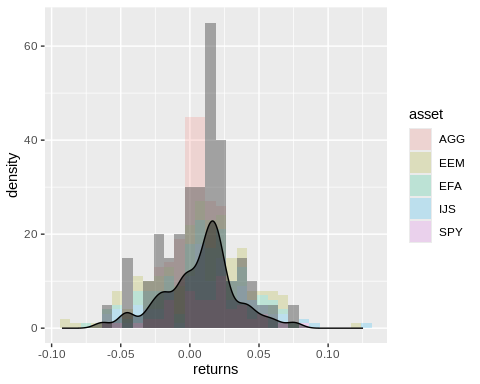 60
40
20
0
density
-0.10
-0.05
0.00
0.05
0.10
returns
asset
AGG
EEM
EFA
IJS
SPY